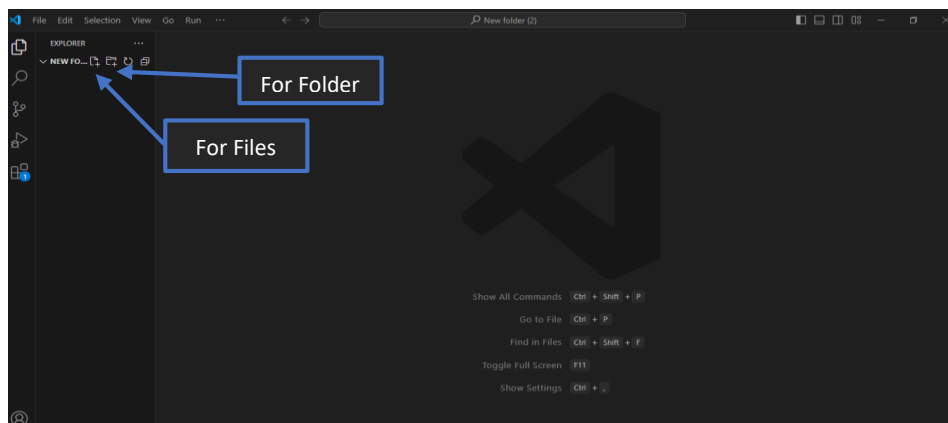 File Edit Selection View Go Run ...
New folder (2)
EXPLORER ...
NEW FO...
For Folder
For Files
1
Show All Commands Ctrl + Shift + P
Go to File Ctrl + P
Find in Files Ctrl + Shift + F
Toggle Full Screen F11
Show Settings Ctrl + ,